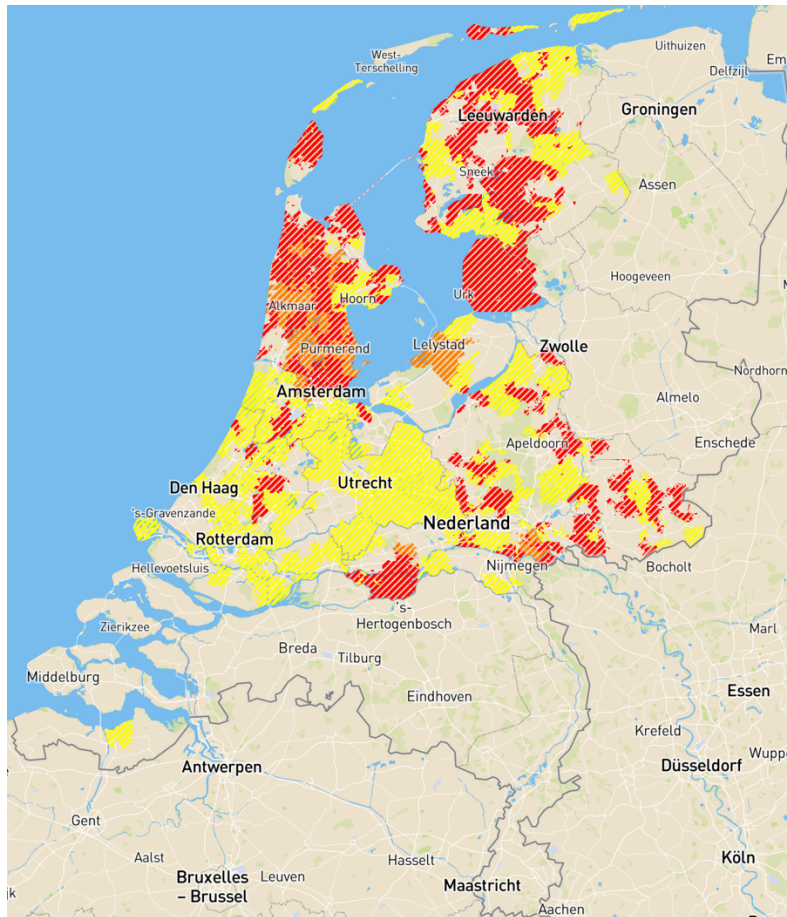 Uithuizen
West-
Terschelling
Em
Delfzijl
Leeuwarden
Groningen
Sneek
Assen
Hoogeveen
Urk
Alkmaar
Hoorn
Purmerend
Lelystad
Zwolle
Nordhorn
Amsterdam
Almelo
Apeldoorn
Enschede
Den Haag
Utrecht
's-Gravenzande
Nederland
Rotterdam
Hellevoetsluis
Nijmegen
Bocholt
's-
Hertogenbosch
Zierikzee
Marl
Breda
Tilburg
Middelburg
Eindhoven
Essen
Krefeld
Wuppe
Antwerpen
Düsseldorf
Gent
Aalst
Hasselt
Köln
Bruxelles
– Brussel
Leuven
Maastricht
ijk
Aachen